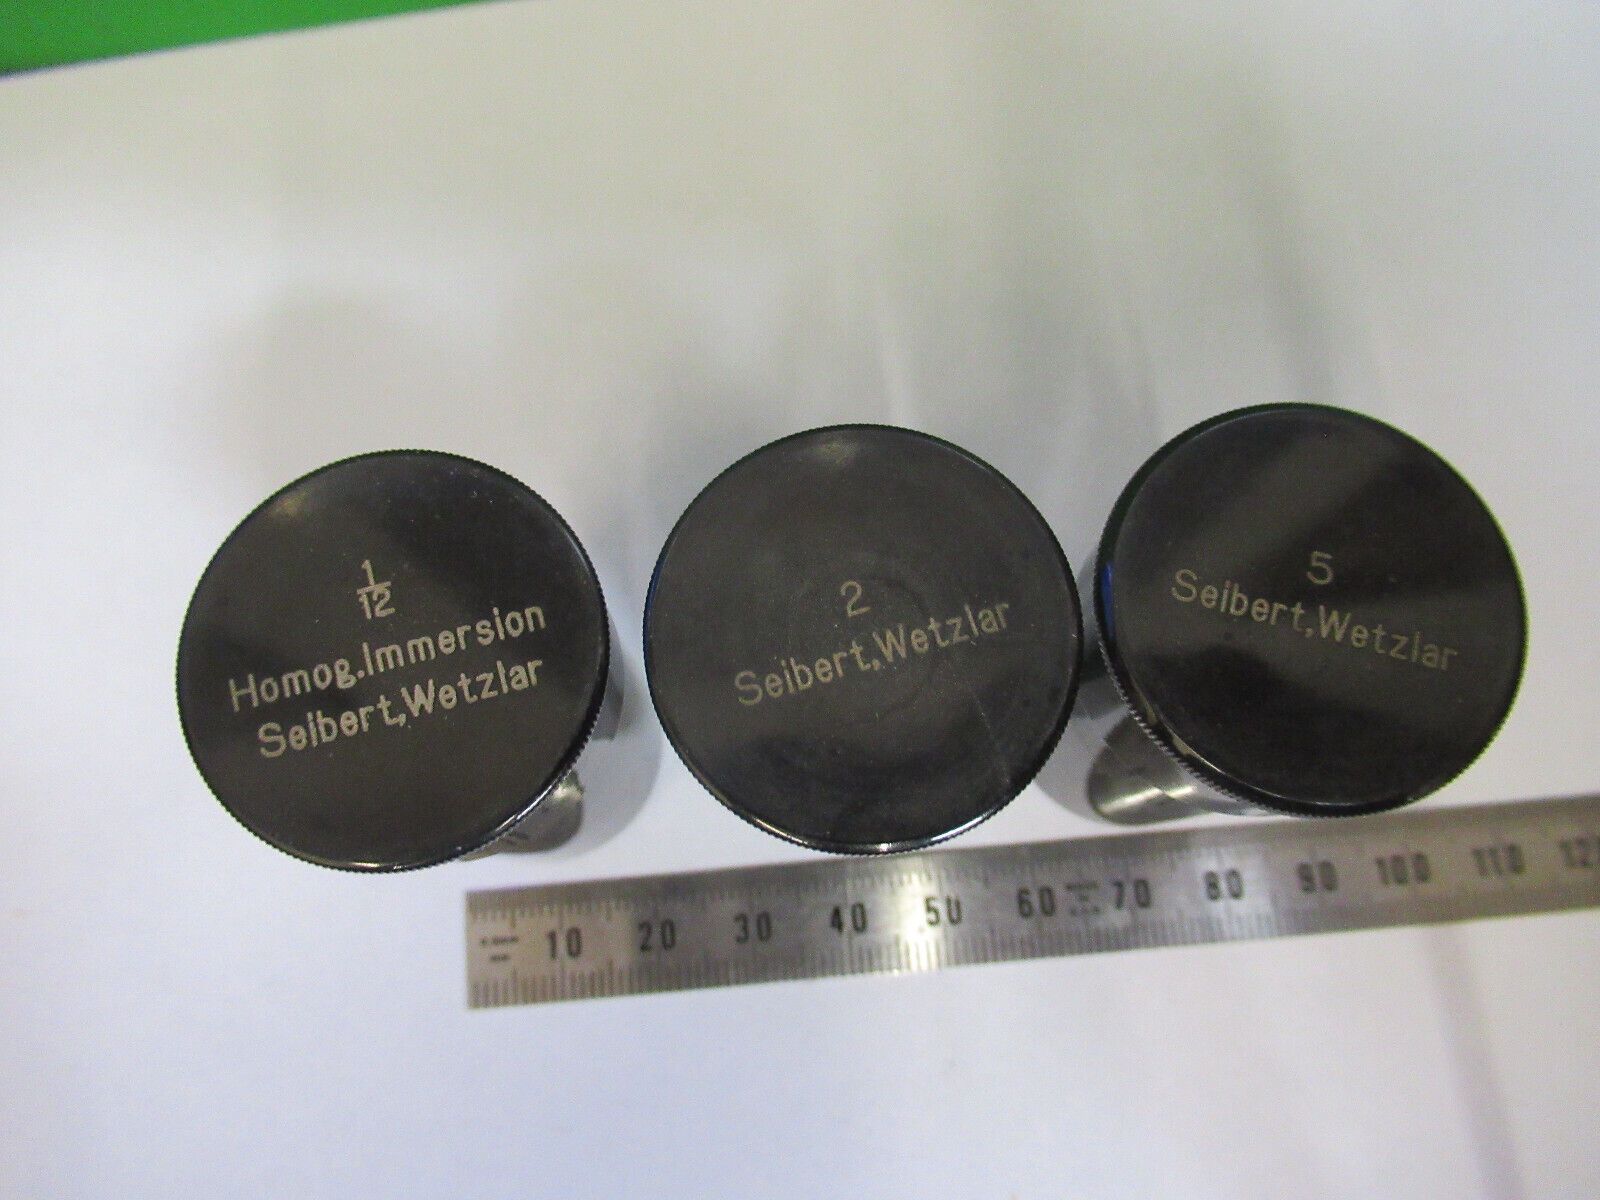 1/12
Homog.Immersion
Seibert,Wetzlar
2
Seibert,Wetzlar
5
Seibert,Wetzlar
10 20 30 40 50 60 70 80 90 100 110